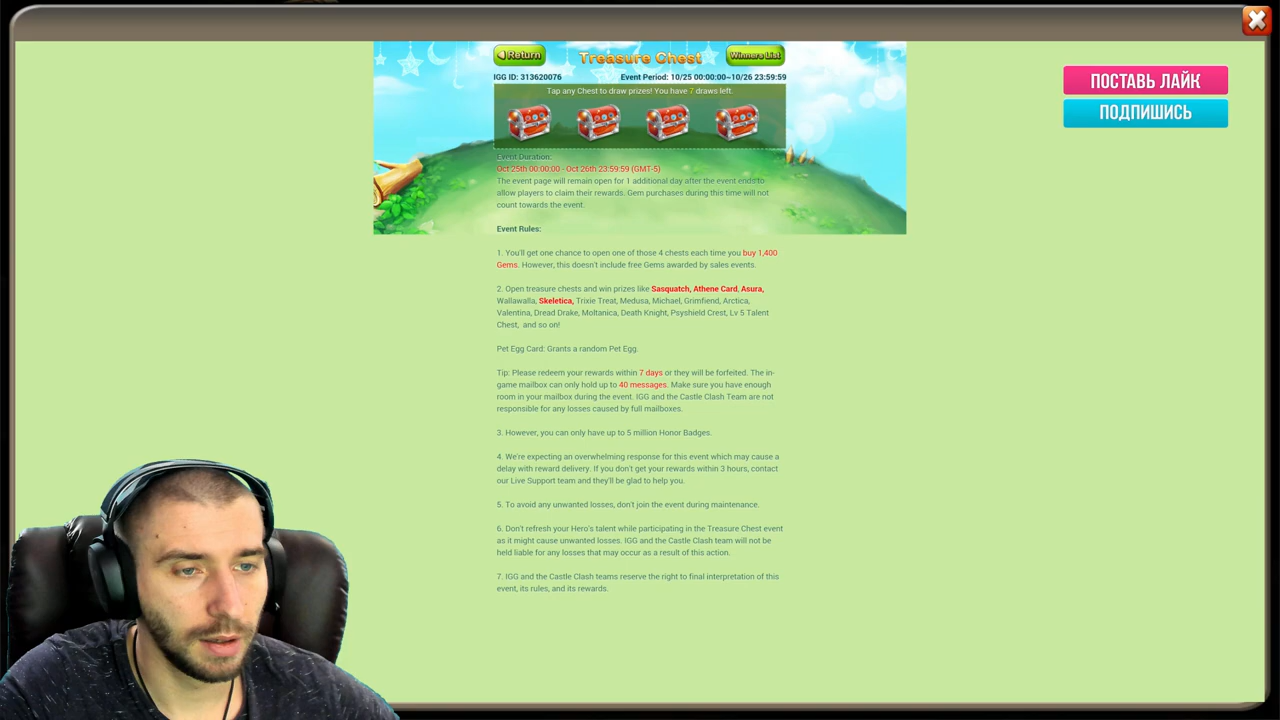 Return
Treasure Chest
Winners List
IGG ID: 313620076
Event Period: 10/25 00:00:00~10/26 23:59:59
Tap any Chest to draw prizes! You have 7 draws left.
Event Duration:
Oct 25th 00:00:00 - Oct 26th 23:59:59 (GMT-5)
The event page will remain open for 1 additional day after the event ends to
allow players to claim their rewards. Gem purchases during this time will not
count towards the event.
Event Rules:
1. You'll get one chance to open one of those 4 chests each time you buy 1,400
Gems. However, this doesn't include free Gems awarded by sales events.
2. Open treasure chests and win prizes like Sasquatch, Athene Card, Asura,
Wallawalla, Skeletica, Trixie Treat, Medusa, Michael, Grimfiend, Arctica,
Valentina, Dread Drake, Moltanica, Death Knight, Psyshield Crest, Lv 5 Talent
Chest, and so on!
Pet Egg Card: Grants a random Pet Egg.
Tip: Please redeem your rewards within 7 days or they will be forfeited. The in-
game mailbox can only hold up to 40 messages. Make sure you have enough
room in your mailbox during the event. IGG and the Castle Clash Team are not
responsible for any losses caused by full mailboxes.
3. However, you can only have up to 5 million Honor Badges.
4. We're expecting an overwhelming response for this event which may cause a
delay with reward delivery. If you don't get your rewards within 3 hours, contact
our Live Support team and they'll be glad to help you.
5. To avoid any unwanted losses, don't join the event during maintenance.
6. Don't refresh your Hero's talent while participating in the Treasure Chest event
as it might cause unwanted losses. IGG and the Castle Clash team will not be
held liable for any losses that may occur as a result of this action.
7. IGG and the Castle Clash teams reserve the right to final interpretation of this
event, its rules, and its rewards.
ПОСТАВЬ ЛАЙК
ПОДПИШИСЬ